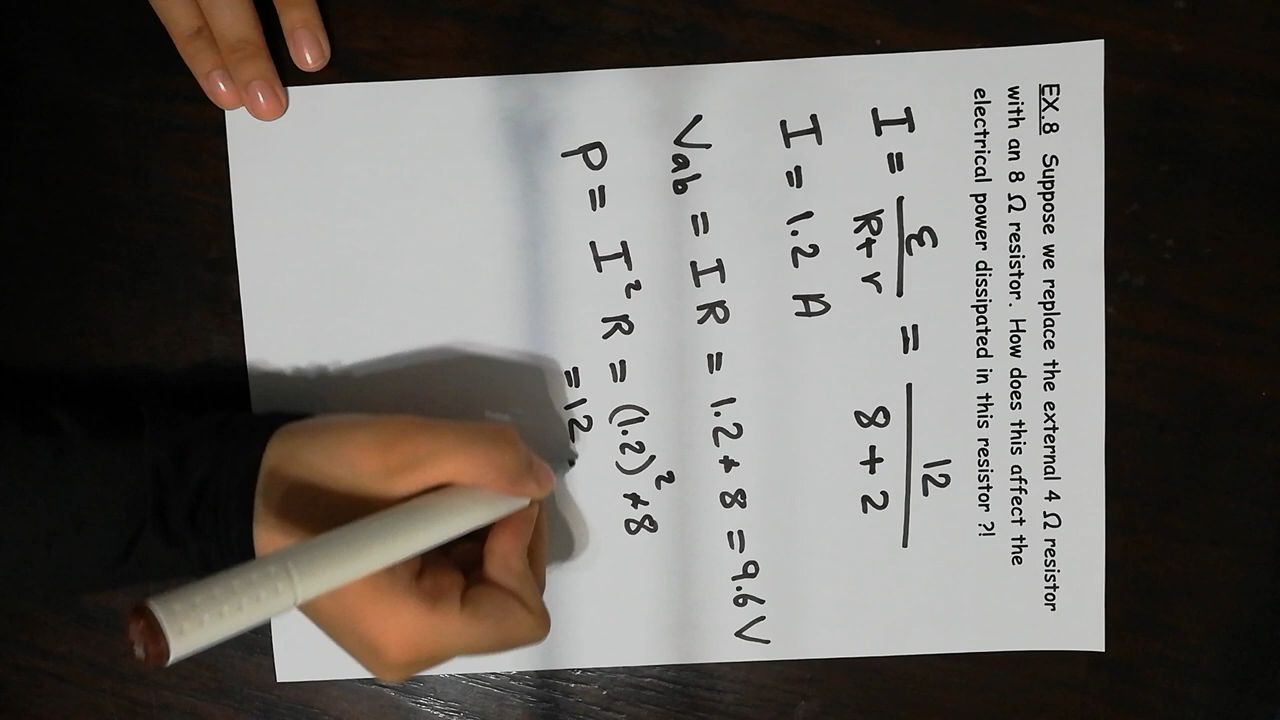 EX.8 Suppose we replace the external 4 Ω resistor
with an 8 Ω resistor. How does this affect the
electrical power dissipated in this resistor ?!
I = ε / R+r = 12 / 8+2
I = 1.2 A
Vab = IR = 1.2 * 8 = 9.6 V
P = I² R = (1.2)² * 8
= 12